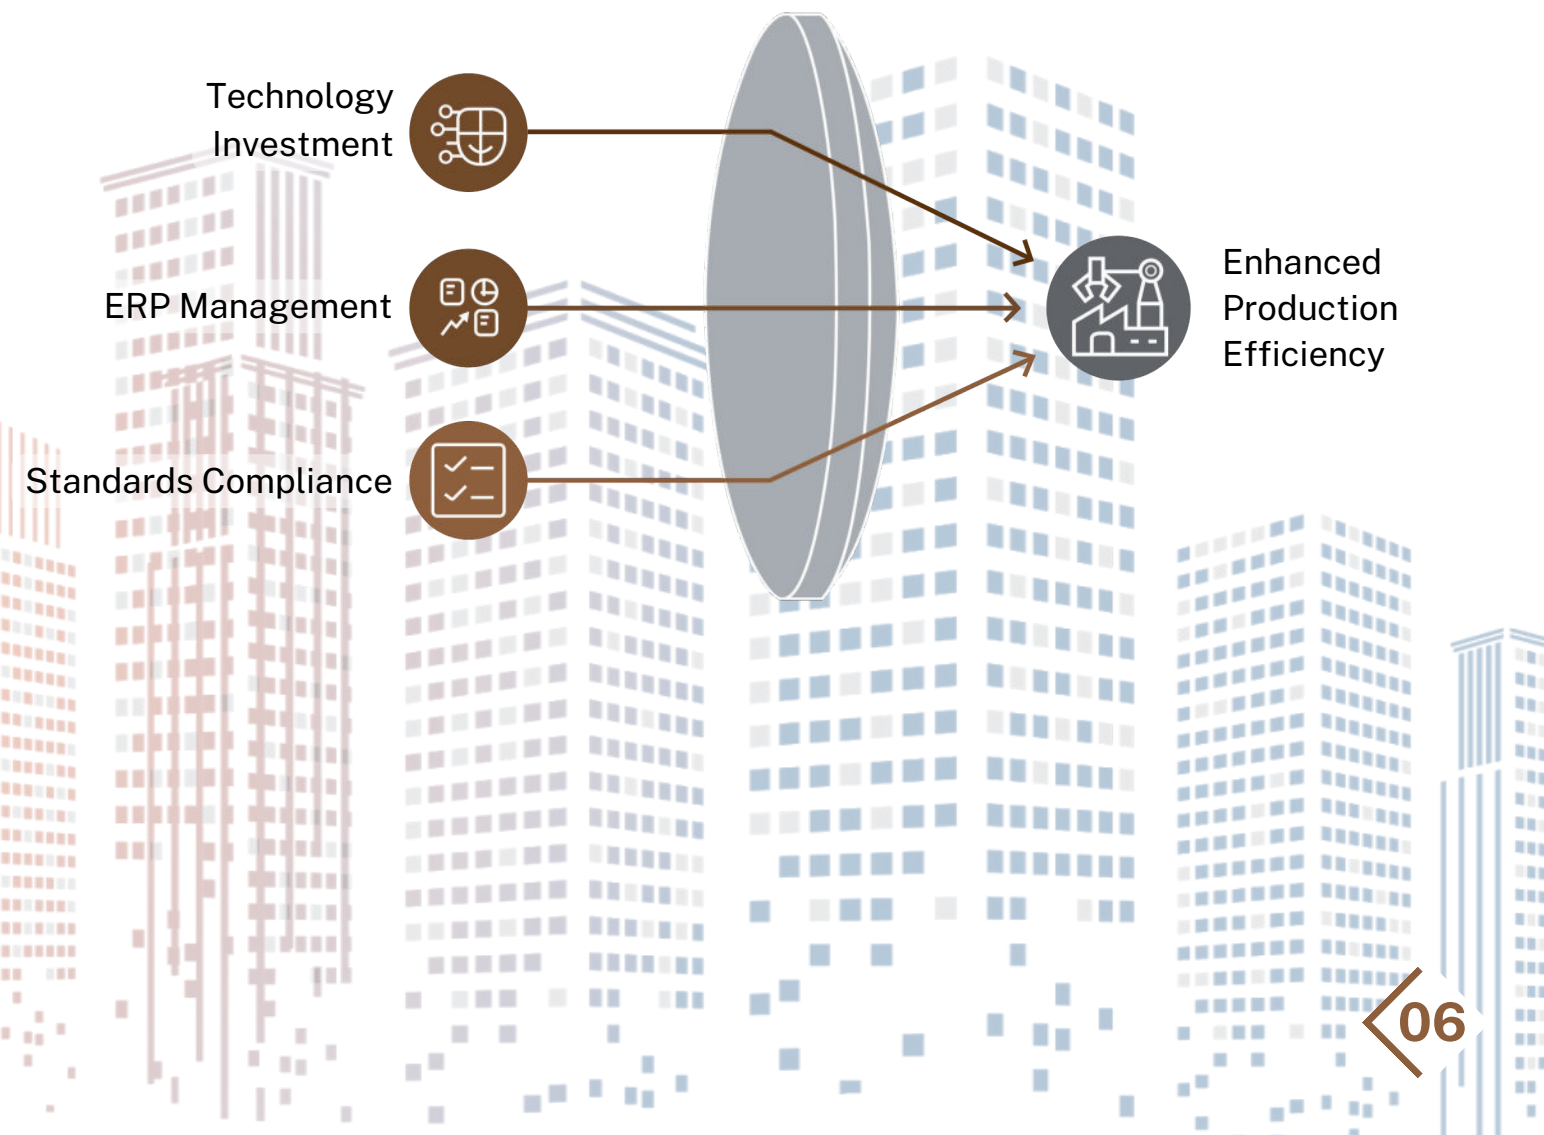 Technology
Investment
ERP Management
Standards Compliance
Enhanced
Production
Efficiency
06